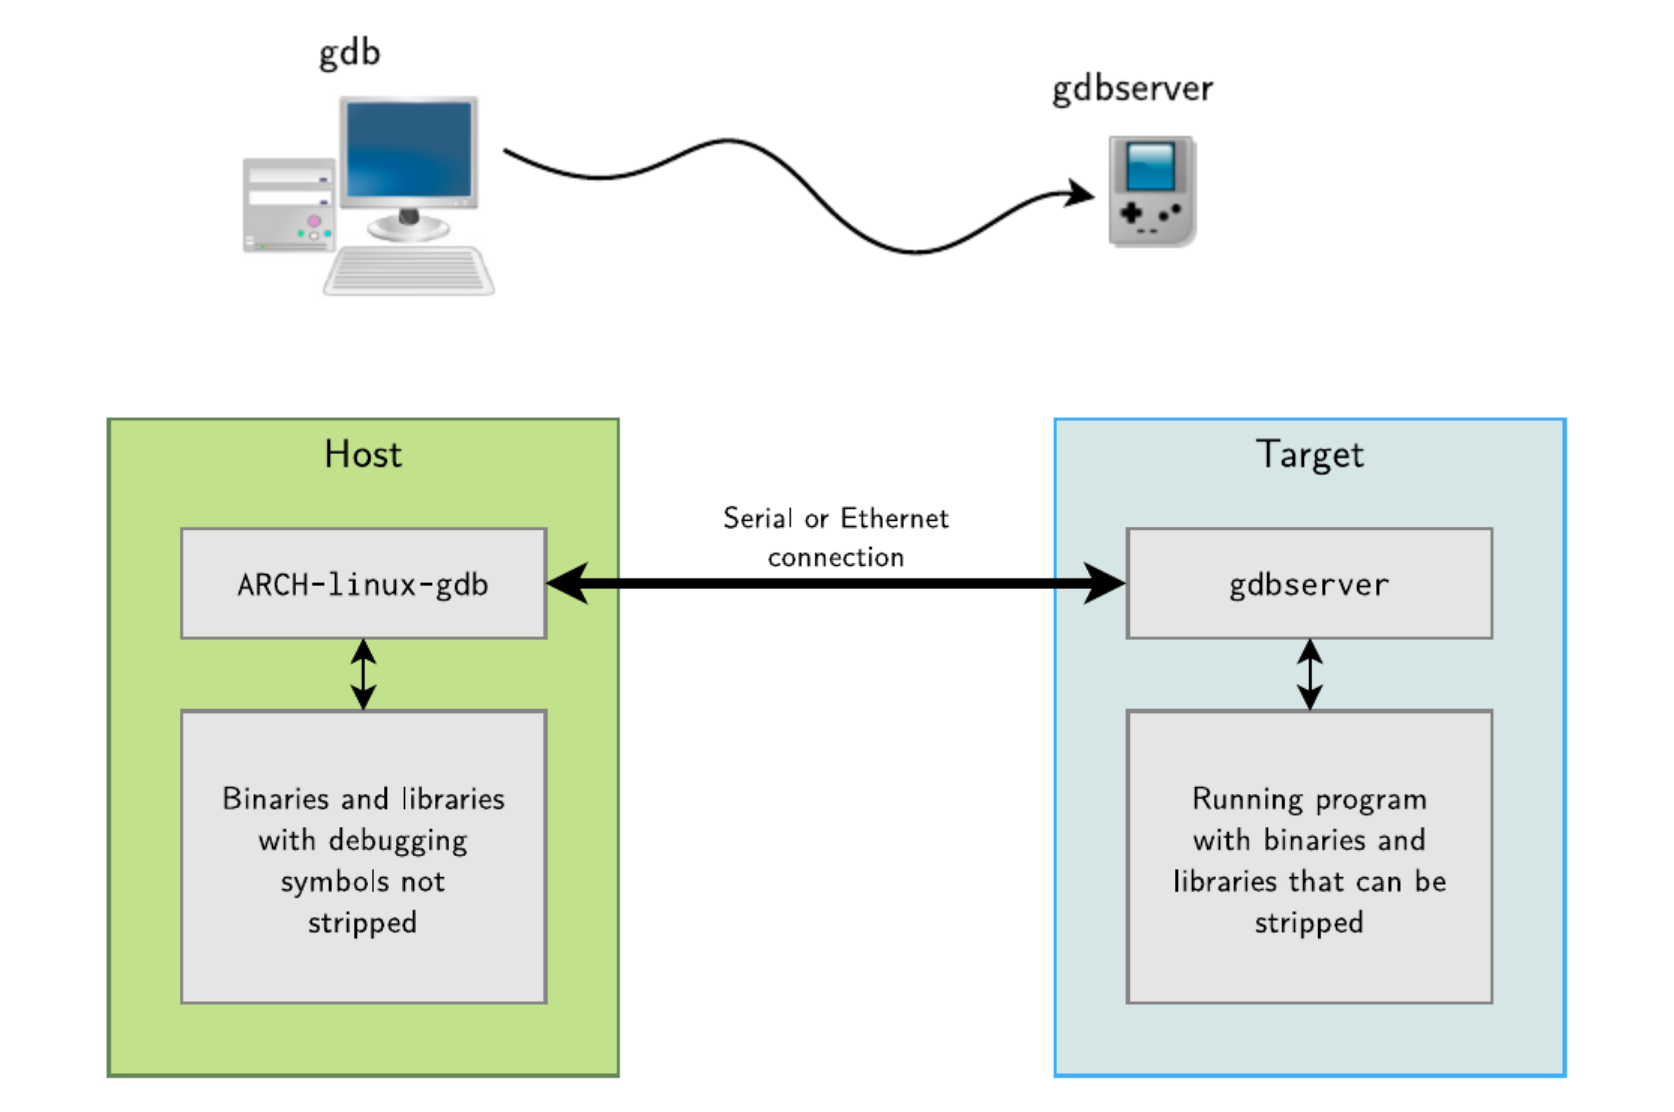 gdb
gdbserver
Host
Target
Serial or Ethernet
connection
ARCH-linux-gdb
gdbserver
Binaries and libraries
with debugging
symbols not
stripped
Running program
with binaries and
libraries that can be
stripped